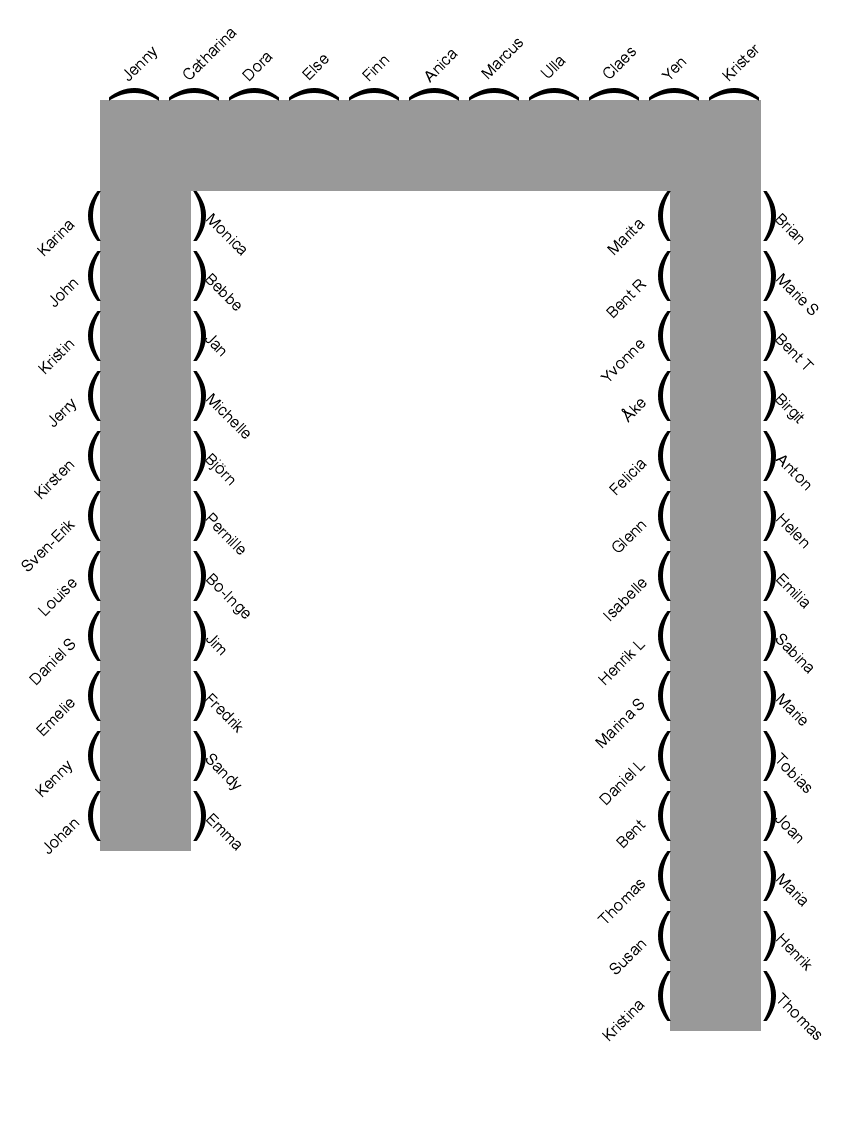 Jenny Catharina Dora Else Finn Anica Marcus Ulla Claes Yen Krister
Karina Monica Marita Brian
John Bebbe Bent R Marie S
Kristin Jan Yvonne Bent T
Jerry Michelle Åke Birgit
Kirsten Björn Felicia Anton
Sven-Erik Pernille Glenn Helen
Louise Bo-Inge Isabelle Emilia
Daniel S Jim Henrik L Sabina
Emelie Fredrik Marina S Marie
Kenny Sandy Daniel L Tobias
Johan Emma Bent Joan
Thomas Maria
Susan Henrik
Kristina Thomas